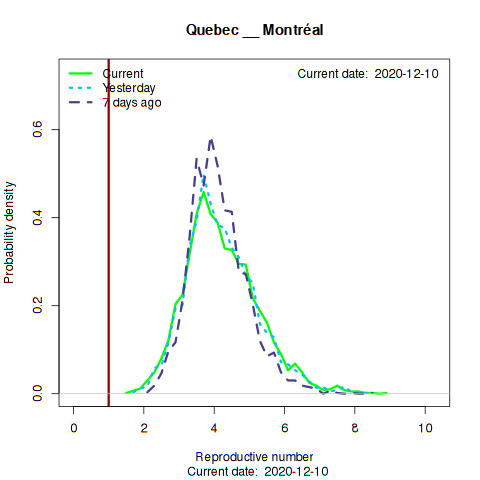 Quebec __ Montréal
Current
Current date:  2020-12-10
Yesterday
7 days ago
Probability density
0.0
0.2
0.4
0.6
0
2
4
6
8
10
Reproductive number
Current date:  2020-12-10